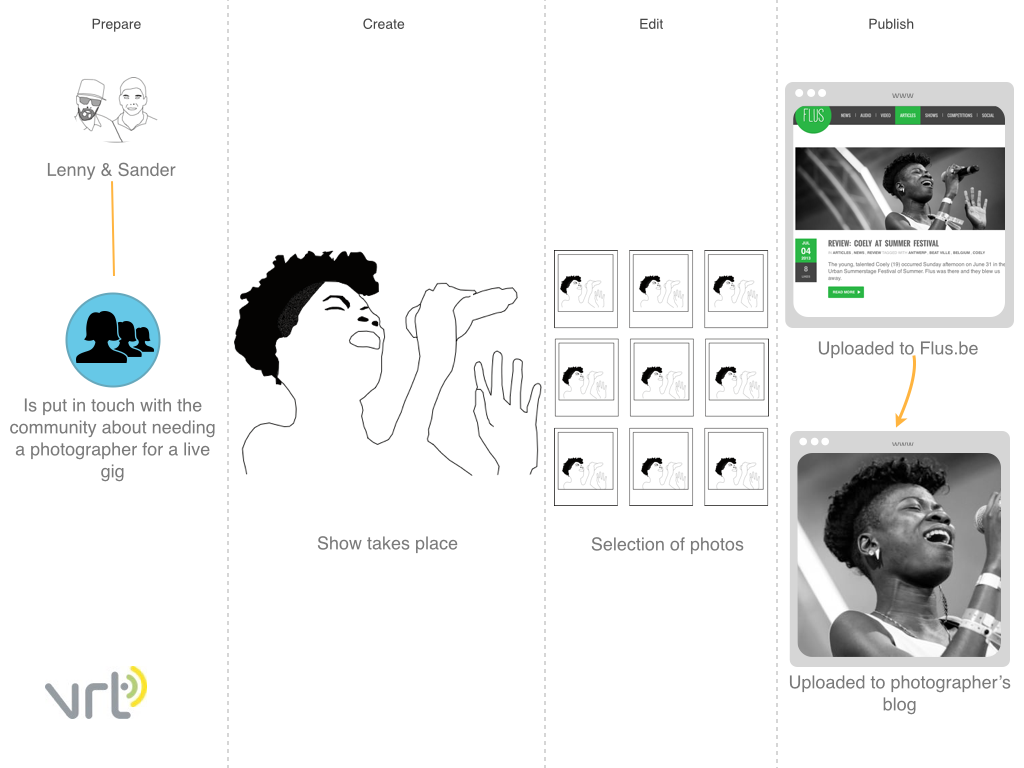 Prepare
Create
Edit
Publish
Lenny & Sander
Is put in touch with the
community about needing
a photographer for a live
gig
vrt
Show takes place
Selection of photos
www
FLUS
NEWS | AUDIO | VIDEO ARTICLES SHOWS | COMPETITIONS | SOCIAL
JUL
04
2013
8
REVIEW: COELY AT SUMMER FESTIVAL
IN ARTICLES, NEWS, REVIEW TAGGED WITH ANTWERP, BEAT VILLE, BELGIUM, COELY
The young, talented Coely (19) occurred Sunday afternoon on June 31 in the
Urban Summerstage Festival of Summer. Flus was there and they blew us
away.
READ MORE
Uploaded to Flus.be
www
Uploaded to photographer's
blog